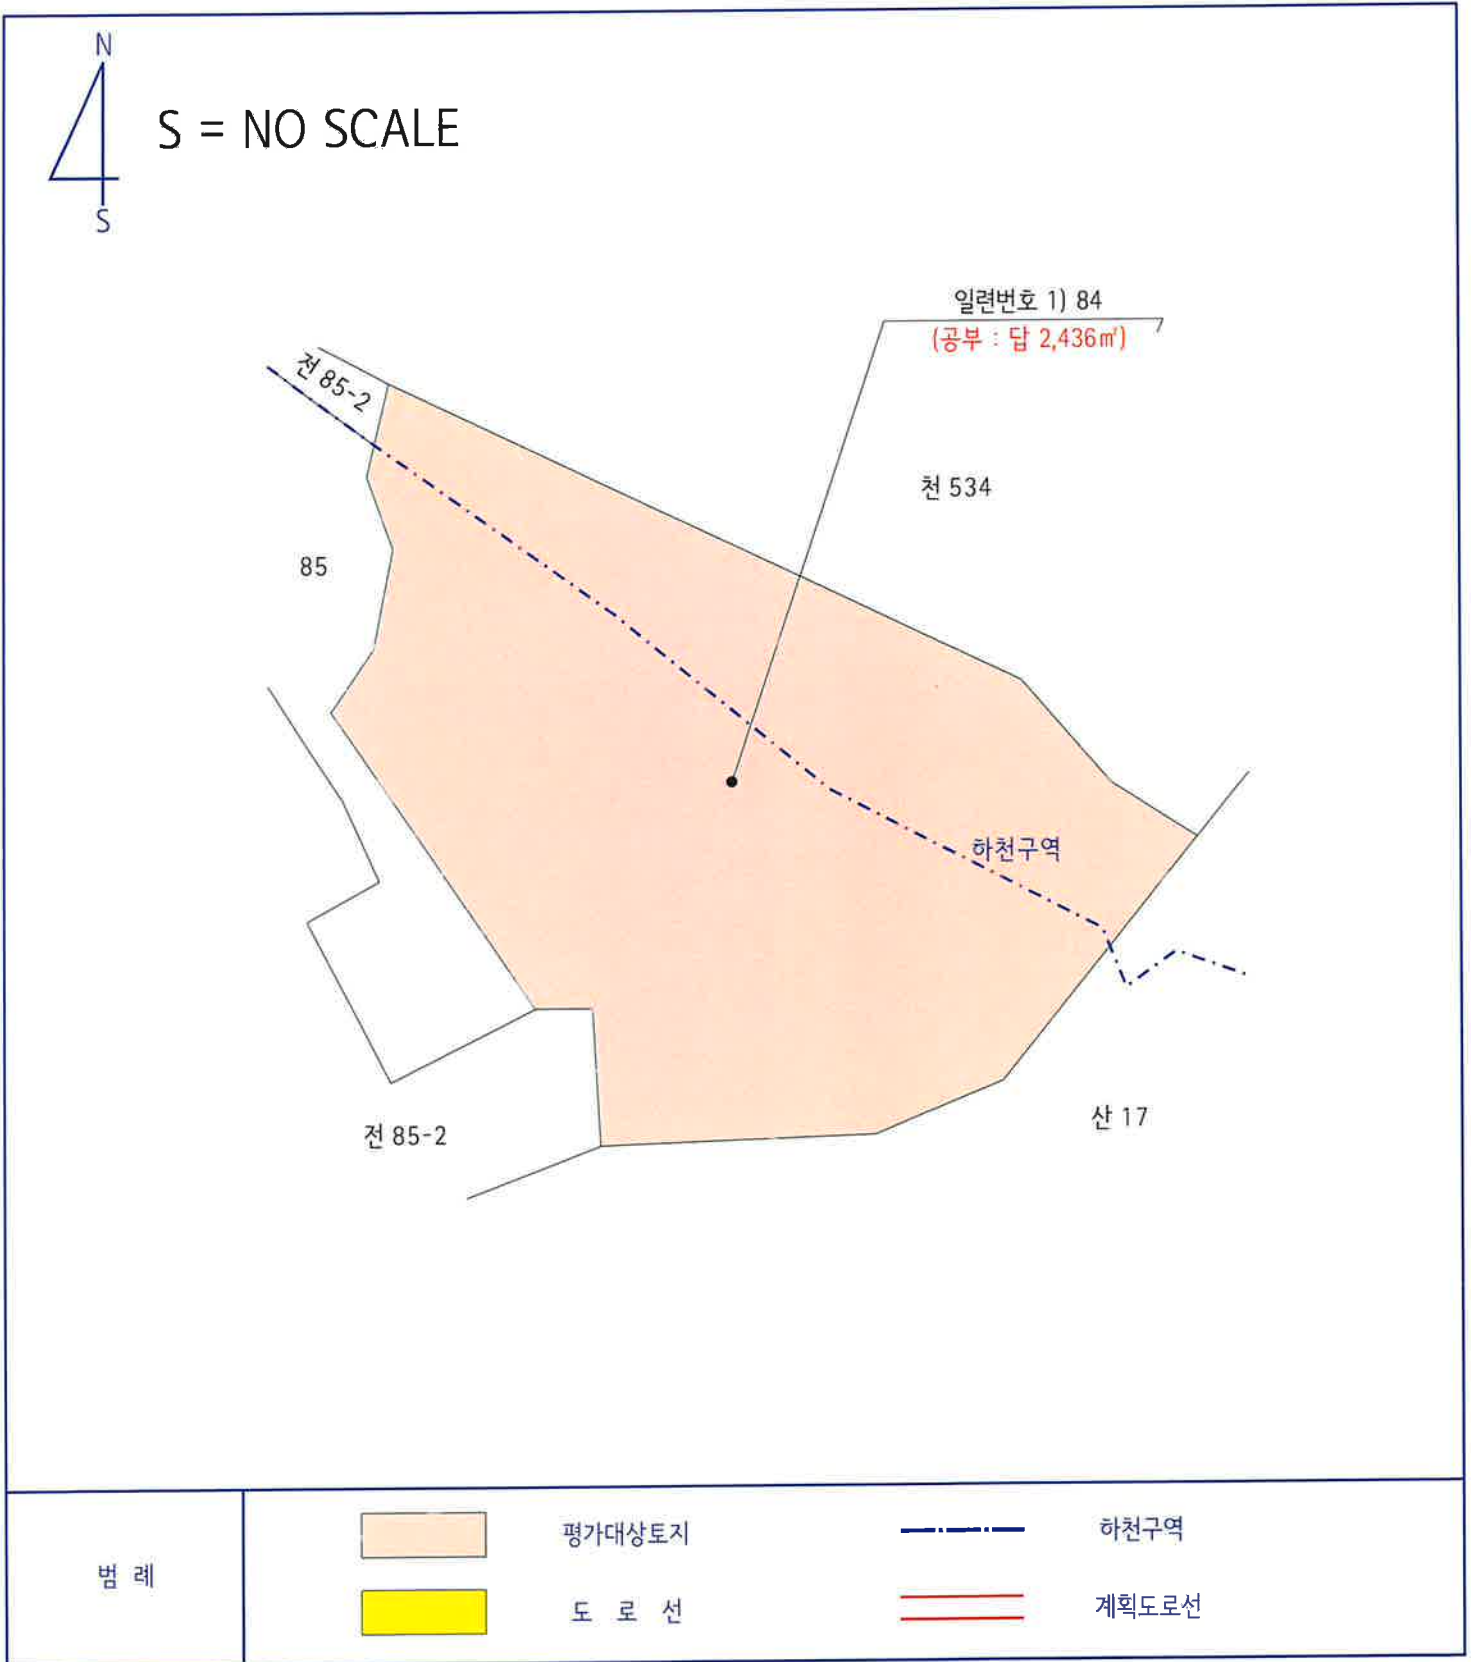 N
S = NO SCALE
S
일련번호 1) 84
(공부 : 답 2,436㎡)
전 85-2
천 534
85
하천구역
산 17
전 85-2
범 례
평가대상토지
하천구역
도 로 선
계획도로선